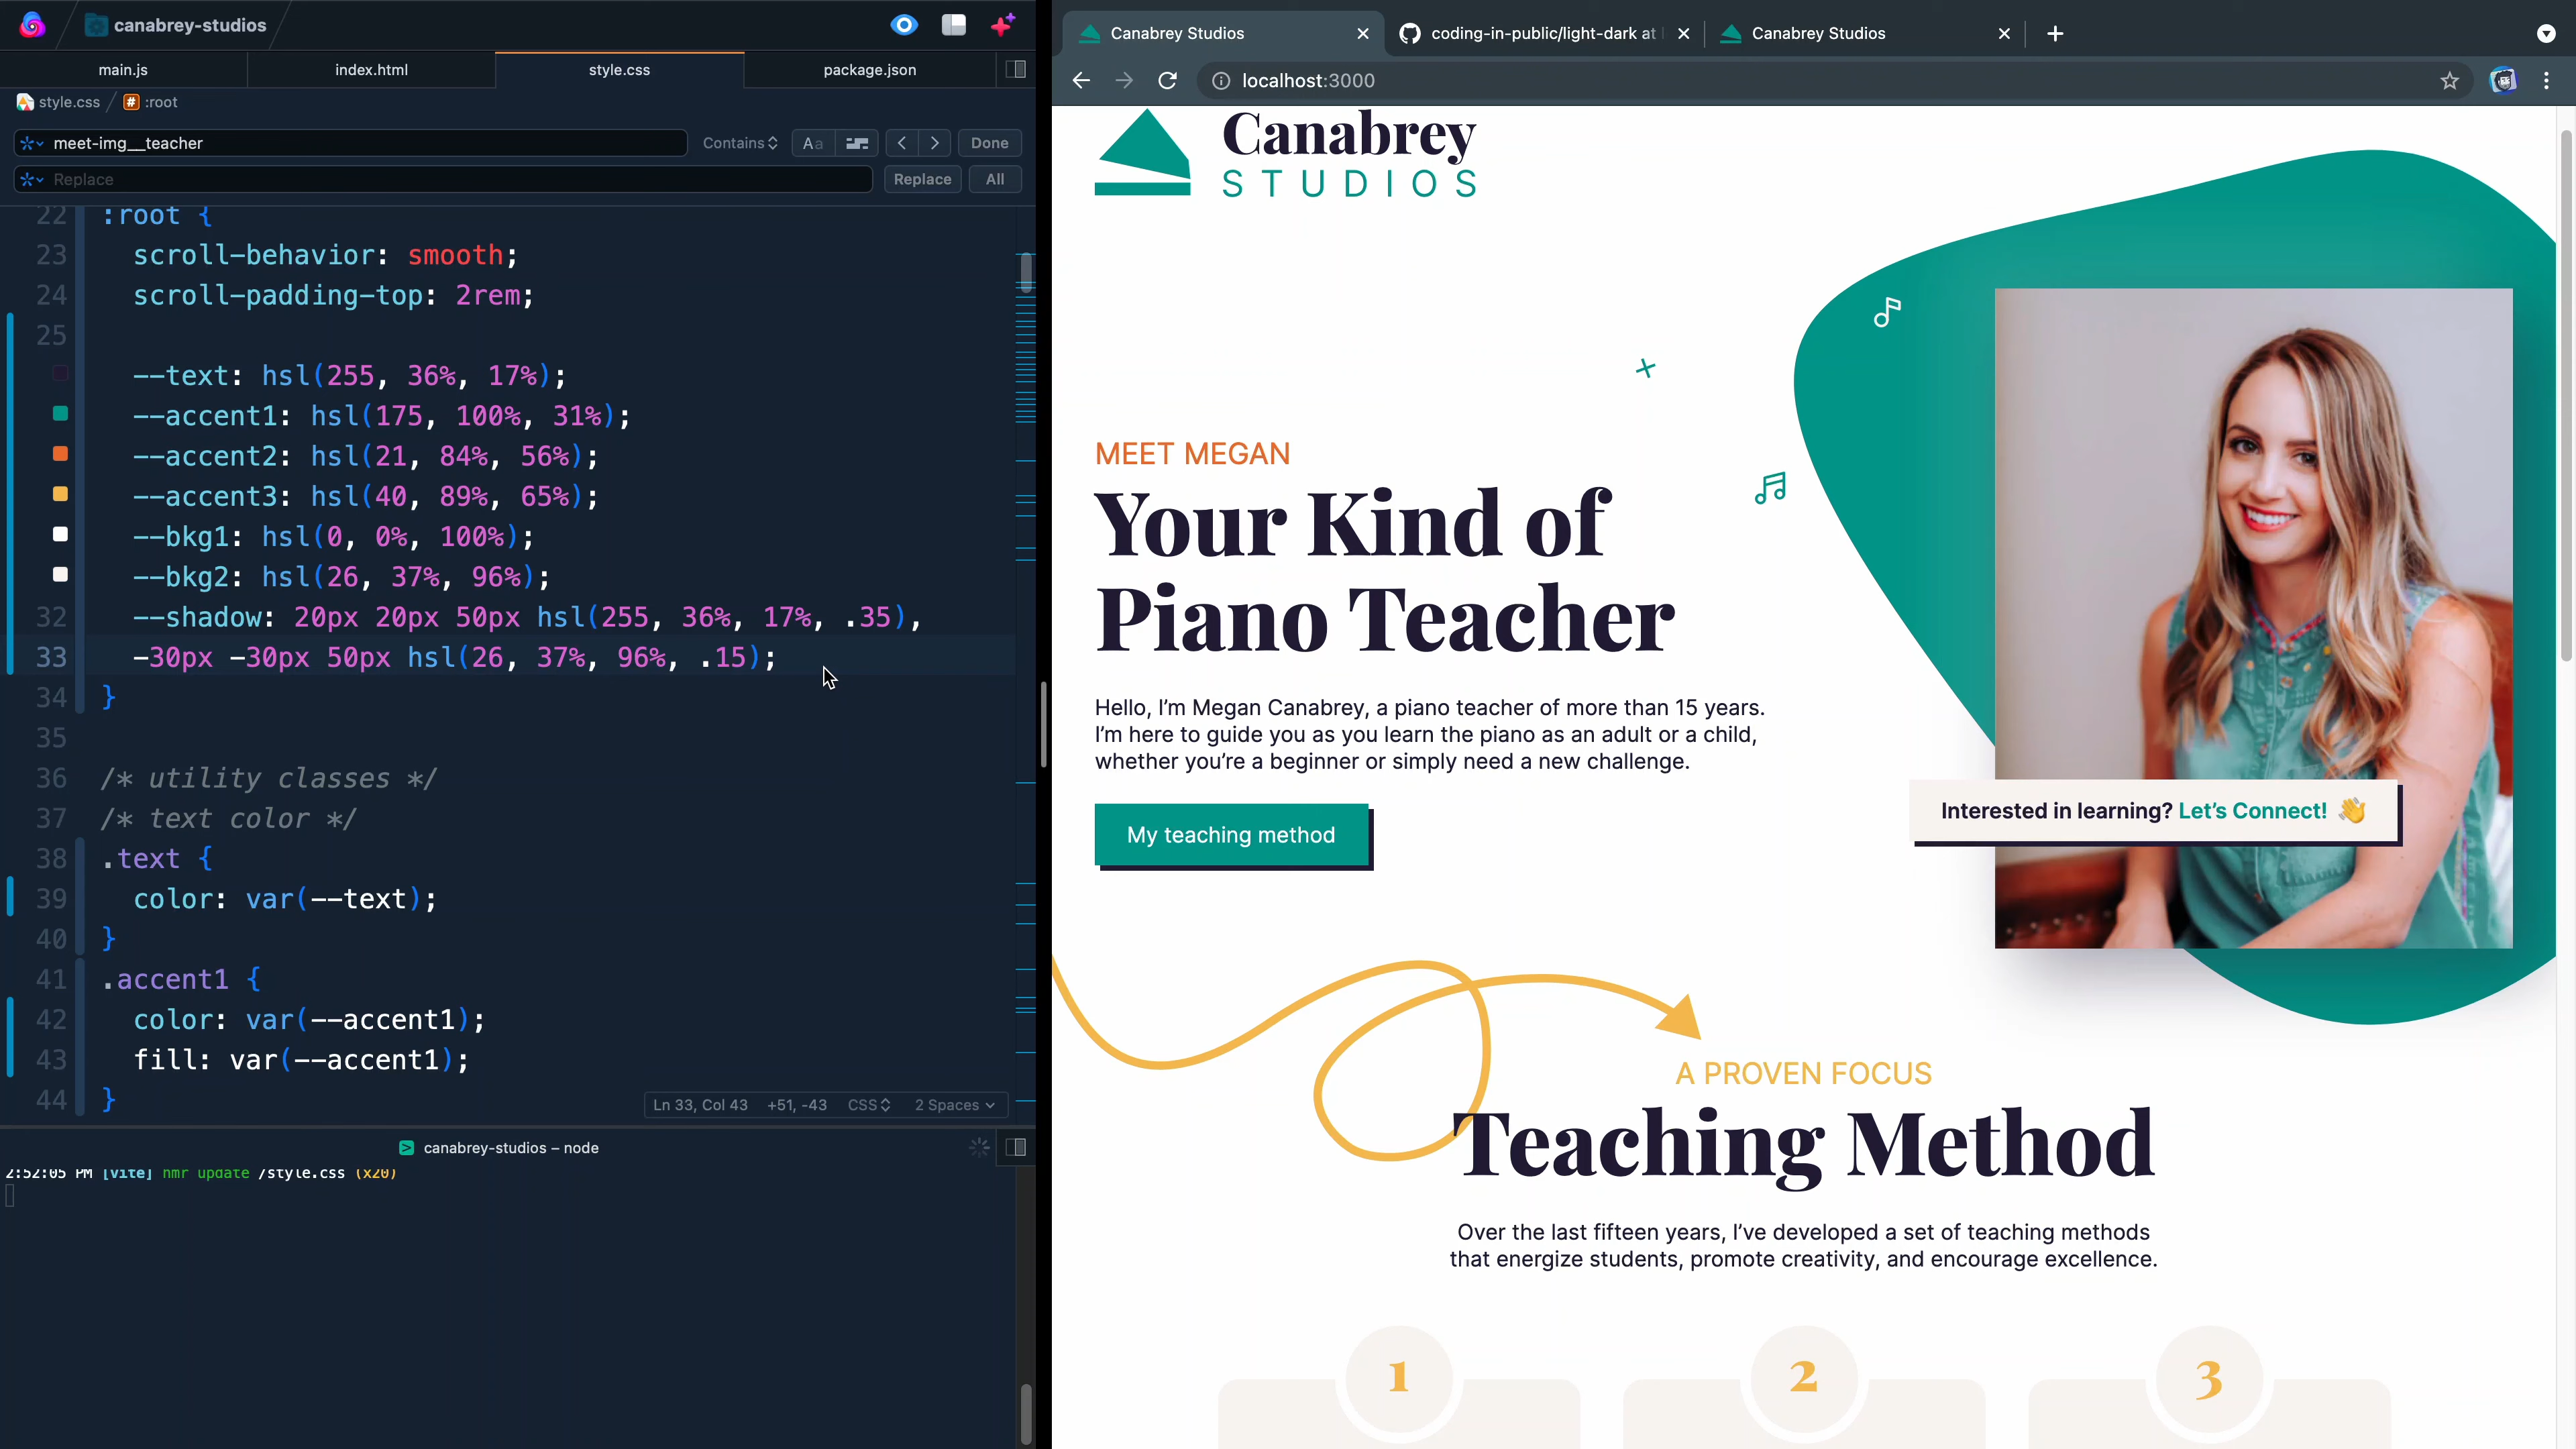 canabrey-studios
main.js
index.html
style.css
package.json
style.css
# :root
meet-img__teacher
Contains
Aa
Done
Replace
Replace
All
22 :root {
23 scroll-behavior: smooth;
24 scroll-padding-top: 2rem;
25
--text: hsl(255, 36%, 17%);
--accent1: hsl(175, 100%, 31%);
--accent2: hsl(21, 84%, 56%);
--accent3: hsl(40, 89%, 65%);
--bkg1: hsl(0, 0%, 100%);
--bkg2: hsl(26, 37%, 96%);
32 --shadow: 20px 20px 50px hsl(255, 36%, 17%, .35),
33 -30px -30px 50px hsl(26, 37%, 96%, .15);
34 }
35
36 /* utility classes */
37 /* text color */
38 .text {
39 color: var(--text);
40 }
41 .accent1 {
42 color: var(--accent1);
43 fill: var(--accent1);
44 }
Ln 33, Col 43 +51, -43 CSS 2 Spaces
canabrey-studios – node
2:52:05 PM [vite] hmr update /style.css (x20)
Canabrey Studios
coding-in-public/light-dark at
Canabrey Studios
localhost:3000
Canabrey
STUDIOS
MEET MEGAN
Your Kind of
Piano Teacher
Hello, I’m Megan Canabrey, a piano teacher of more than 15 years.
I’m here to guide you as you learn the piano as an adult or a child,
whether you’re a beginner or simply need a new challenge.
My teaching method
Interested in learning? Let’s Connect! 👋
A PROVEN FOCUS
Teaching Method
Over the last fifteen years, I’ve developed a set of teaching methods
that energize students, promote creativity, and encourage excellence.
1
2
3